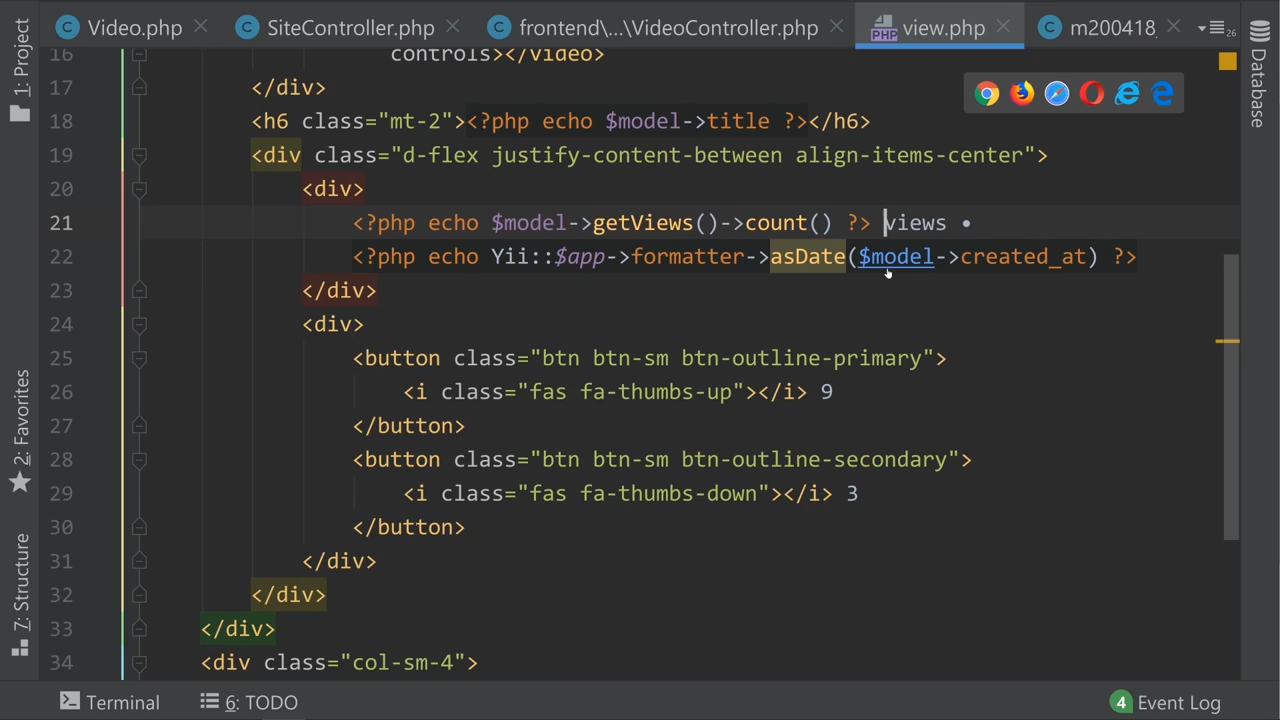 1: Project
Video.php
SiteController.php
frontend\...\VideoController.php
view.php
m200418
26
Database
16 controls></video>
17 </div>
18 <h6 class="mt-2"><?php echo $model->title ?></h6>
19 <div class="d-flex justify-content-between align-items-center">
20 <div>
21 <?php echo $model->getViews()->count() ?> views •
22 <?php echo Yii::$app->formatter->asDate($model->created_at) ?>
23 </div>
24 <div>
25 <button class="btn btn-sm btn-outline-primary">
26 <i class="fas fa-thumbs-up"></i> 9
27 </button>
28 <button class="btn btn-sm btn-outline-secondary">
29 <i class="fas fa-thumbs-down"></i> 3
30 </button>
31 </div>
32 </div>
33 </div>
34 <div class="col-sm-4">
2: Favorites
7: Structure
Terminal
6: TODO
4 Event Log